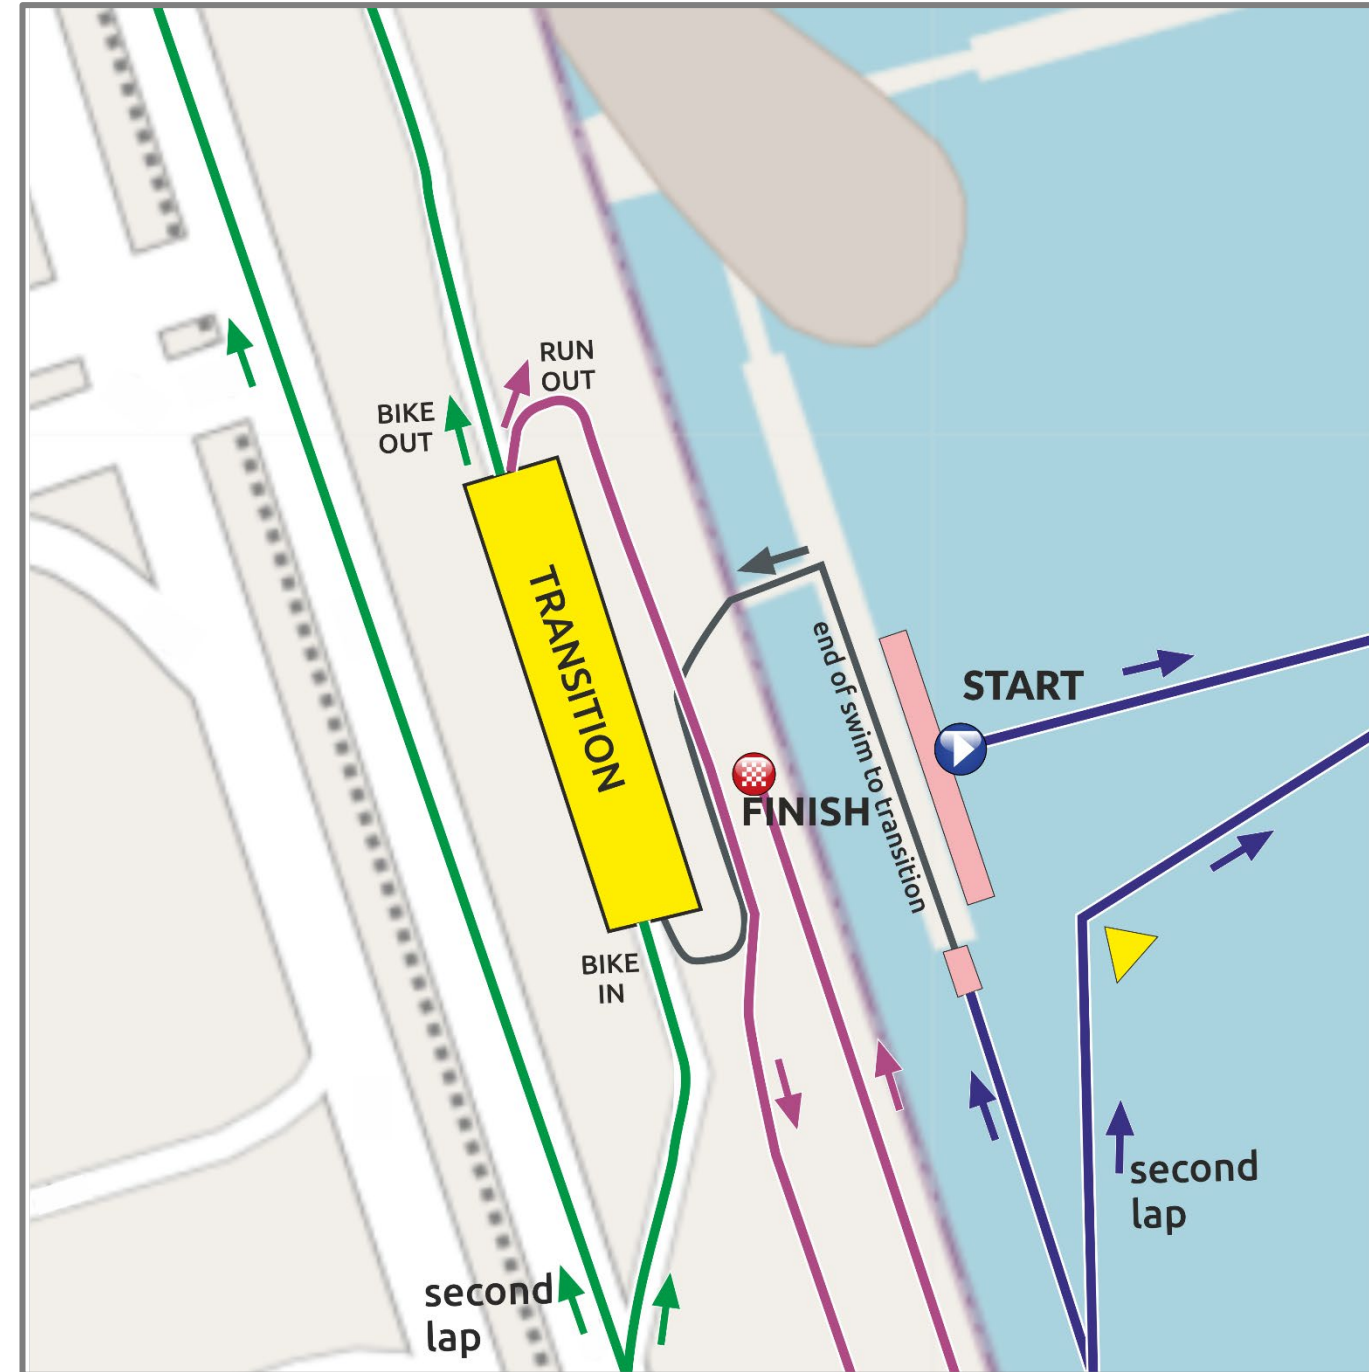 RUN
OUT
BIKE
OUT
TRANSITION
end of swim to transition
START
FINISH
BIKE
IN
second
lap
second
lap